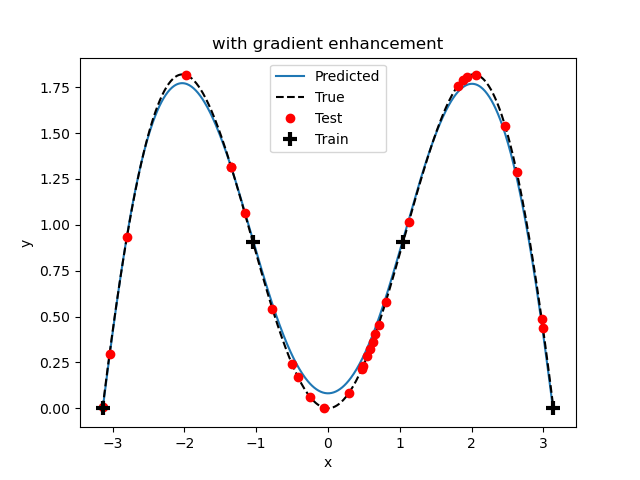 with gradient enhancement
Predicted
True
Test
Train
y
1.75
1.50
1.25
1.00
0.75
0.50
0.25
0.00
−3
−2
−1
0
1
2
3
x